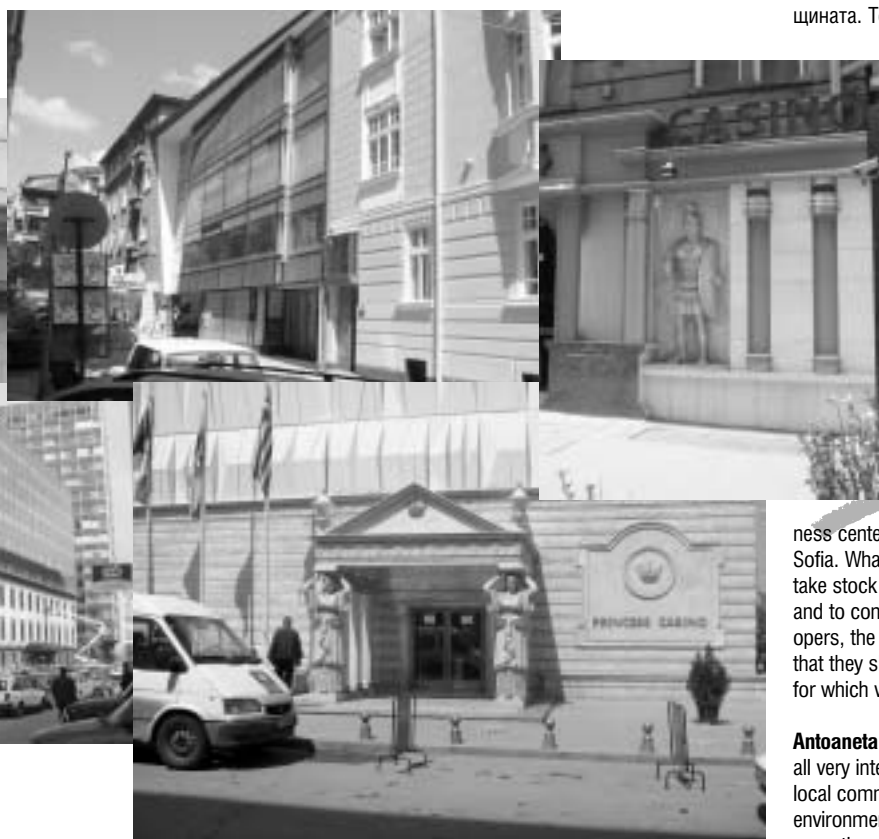 щината.
CASINO
PRINCESS CASINO
ness cente
Sofia. Wha
take stock
and to con
opers, the
that they s
for which v
Antoaneta
all very inte
local comm
environme